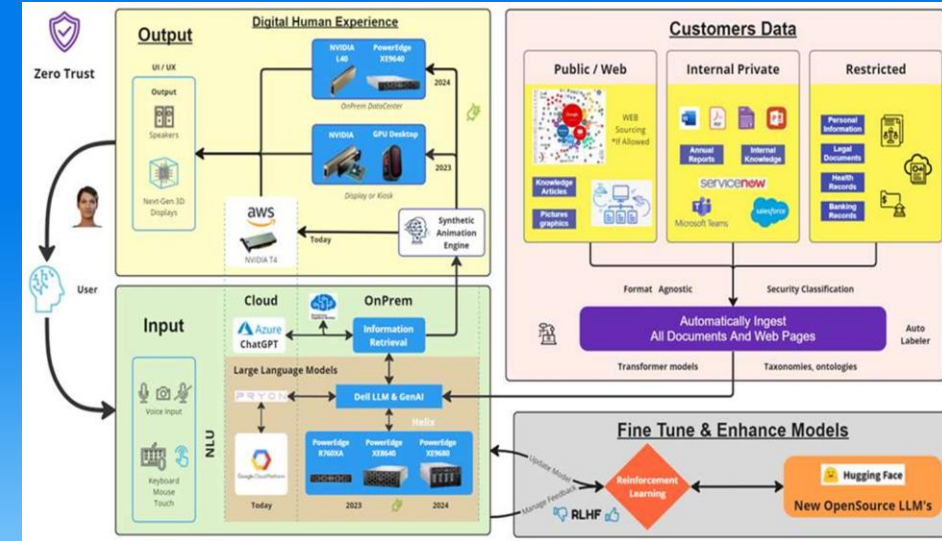 Zero Trust
User
Output
Digital Human Experience
UI / UX
Output
Speakers
Next-Gen 3D
Displays
NVIDIA
L40
PowerEdge
XE9640
OnPrem DataCenter
2024
NVIDIA
GPU Desktop
2023
Display or Kiosk
aws
NVIDIA T4
Today
Synthetic
Animation
Engine
Input
Voice Input
Keyboard
Mouse
Touch
NLU
Cloud
OnPrem
Azure
ChatGPT
Information
Retrieval
Large Language Models
PRYON
Dell LLM & GenAI
Helix
Google Cloud Platform
Today
PowerEdge
R760XA
PowerEdge
XE8640
PowerEdge
XE9680
2023
2024
Customers Data
Public / Web
WEB
Sourcing
*If Allowed
Knowledge
Articles
Pictures
graphics
Internal Private
Annual
Reports
Internal
Knowledge
servicenow
Microsoft Teams
salesforce
Restricted
Personal
Information
Legal
Documents
Health
Records
Banking
Records
Format Agnostic
Security Classification
Automatically Ingest
All Documents And Web Pages
Auto
Labeler
Transformer models
Taxonomies, ontologies
Fine Tune & Enhance Models
Update Model
Manage Feedback
RLHF
Reinforcement
Learning
Hugging Face
New OpenSource LLM's